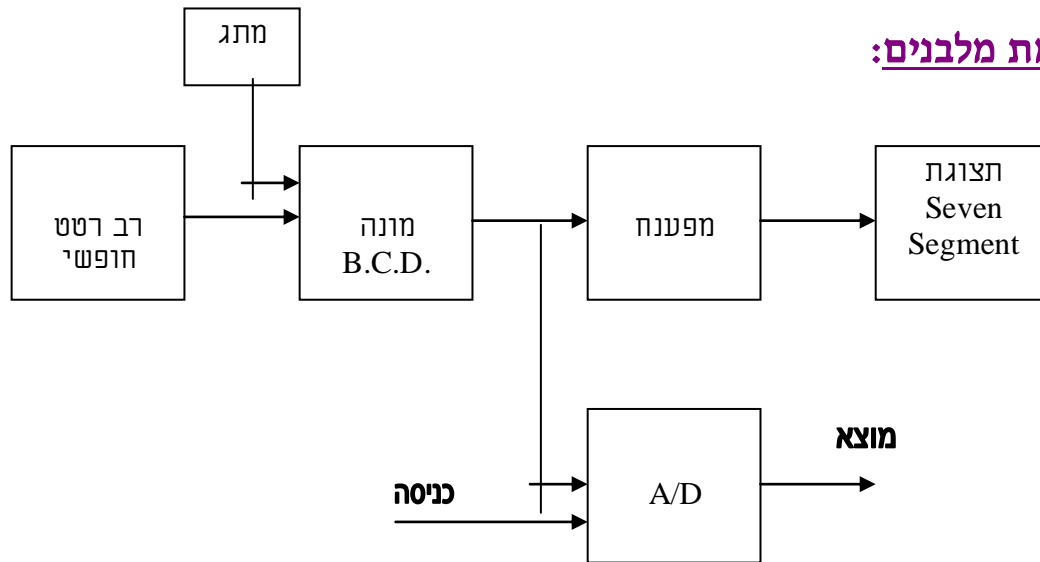 מתג
ת מלבנים:
רב רטט
חופשי
מונה
B.C.D.
מפענח
תצוגת
Seven
Segment
כניסה
A/D
מוצא